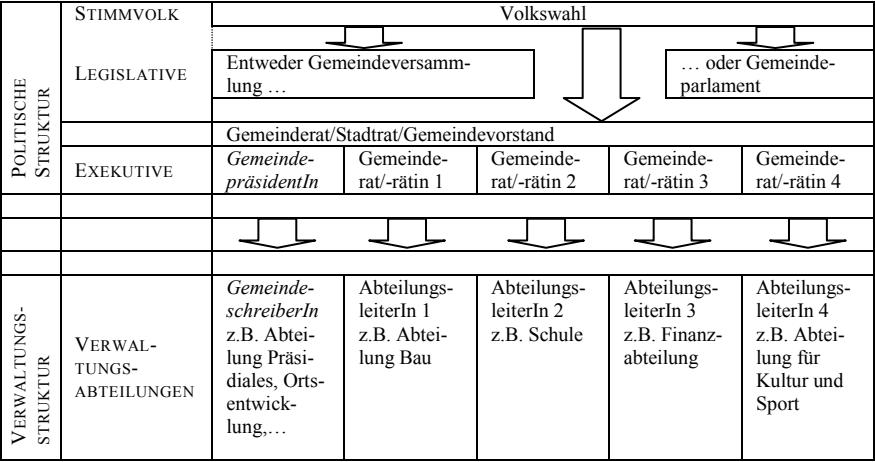 POLITISCHE
STRUKTUR
STIMMVOLK
Volkswahl
LEGISLATIVE
Entweder Gemeindeversamm-
lung …
… oder Gemeinde-
parlament
Gemeinderat/Stadtrat/Gemeindevorstand
EXEKUTIVE
Gemeinde-
präsidentIn
Gemeinde-
rat/-rätin 1
Gemeinde-
rat/-rätin 2
Gemeinde-
rat/-rätin 3
Gemeinde-
rat/-rätin 4
VERWALTUNGS-
STRUKTUR
VERWAL-
TUNGS-
ABTEILUNGEN
Gemeinde-
schreiberIn
z.B. Abtei-
lung Präsi-
diales, Orts-
entwick-
lung,…
Abteilungs-
leiterIn 1
z.B. Abtei-
lung Bau
Abteilungs-
leiterIn 2
z.B. Schule
Abteilungs-
leiterIn 3
z.B. Finanz-
abteilung
Abteilungs-
leiterIn 4
z.B. Abtei-
lung für
Kultur und
Sport